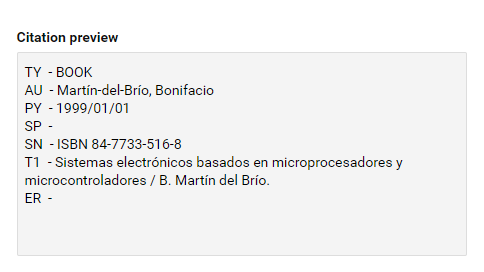 Citation preview
TY - BOOK
AU - Martín-del-Brío, Bonifacio
PY - 1999/01/01
SP -
SN - ISBN 84-7733-516-8
T1 - Sistemas electrónicos basados en microprocesadores y
microcontroladores / B. Martín del Brío.
ER -